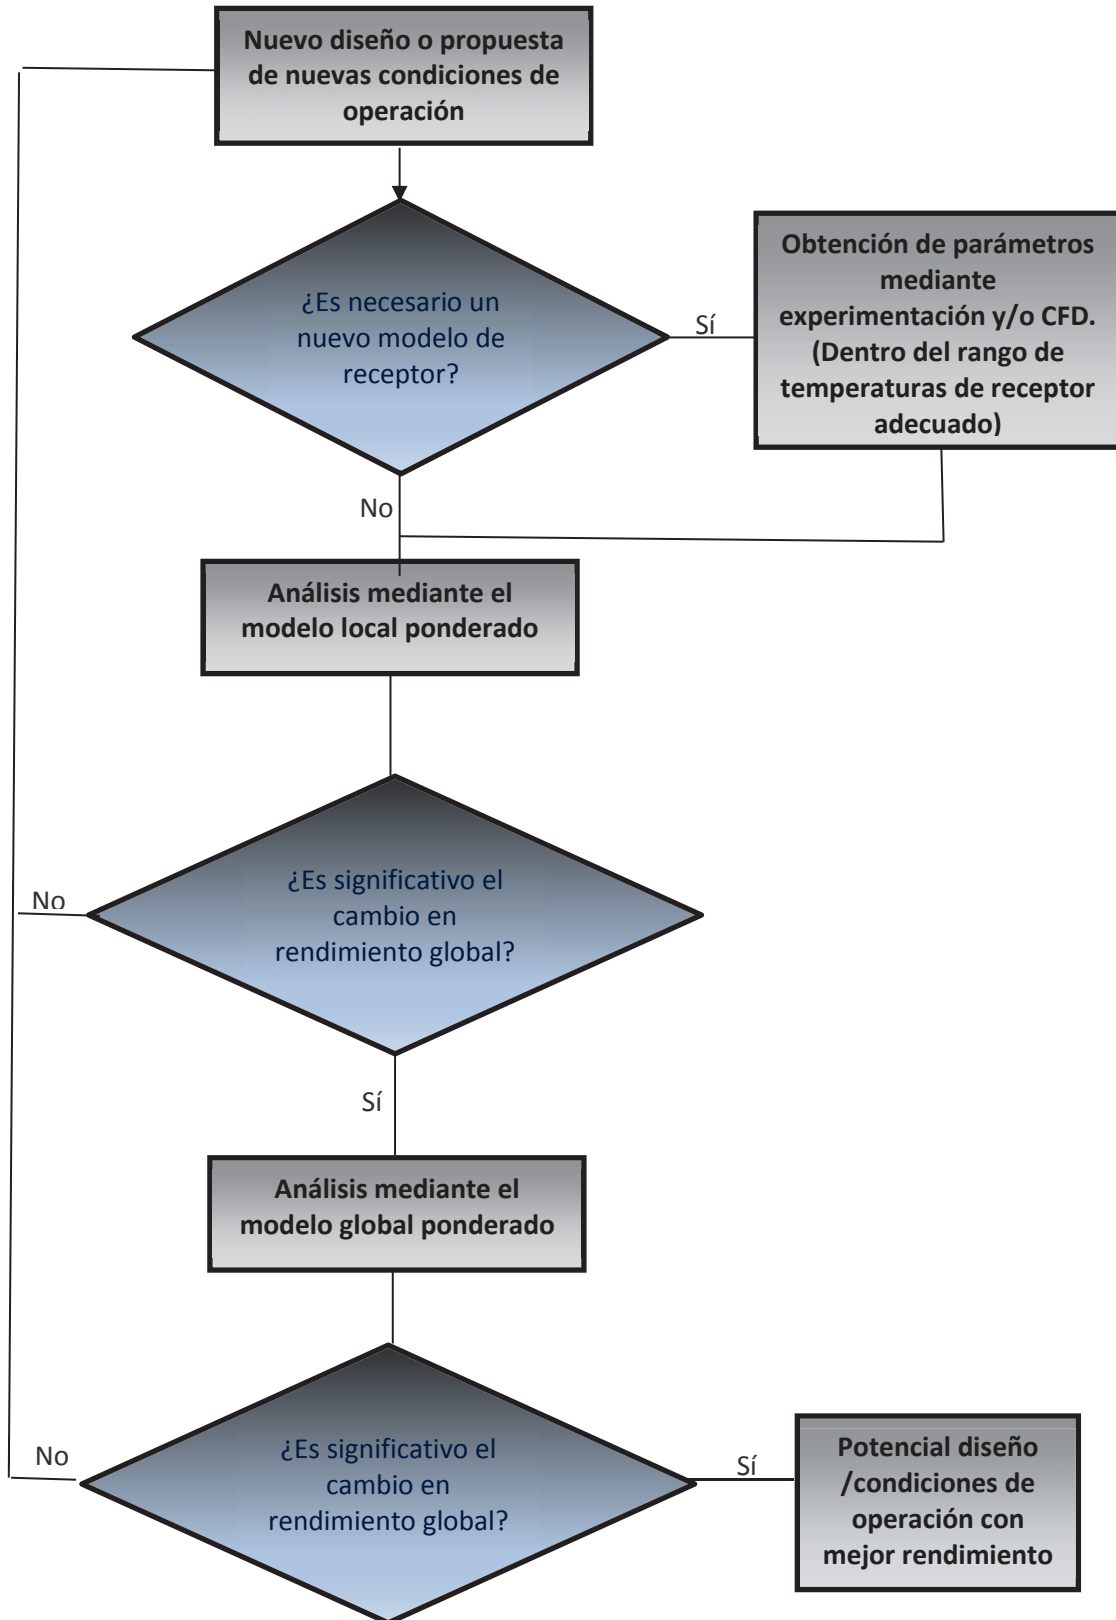 Nuevo diseño o propuesta
de nuevas condiciones de
operación
¿Es necesario un
nuevo modelo de
receptor?
Sí
Obtención de parámetros
mediante
experimentación y/o CFD.
(Dentro del rango de
temperaturas de receptor
adecuado)
No
Análisis mediante el
modelo local ponderado
¿Es significativo el
cambio en
rendimiento global?
No
Sí
Análisis mediante el
modelo global ponderado
¿Es significativo el
cambio en
rendimiento global?
No
Sí
Potencial diseño
/condiciones de
operación con
mejor rendimiento